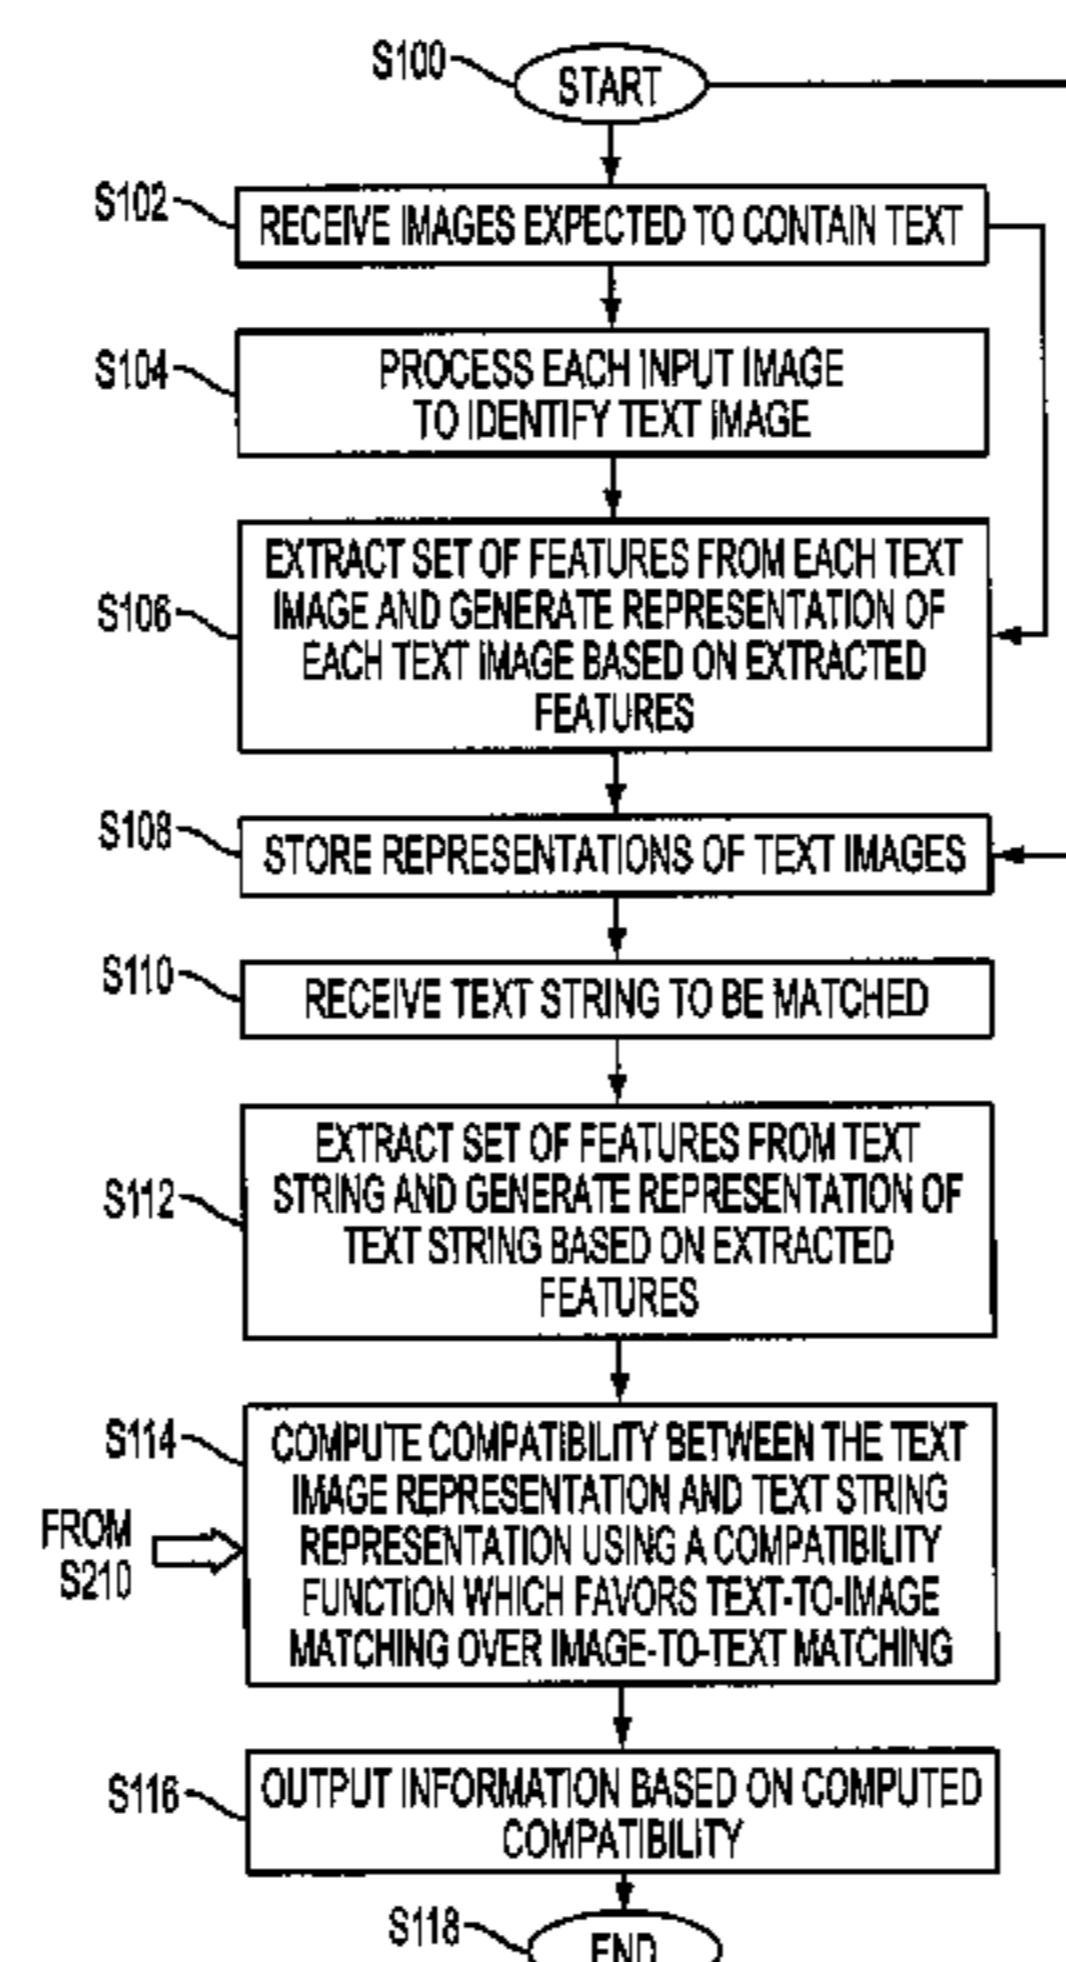 S100
START
S102
RECEIVE IMAGES EXPECTED TO CONTAIN TEXT
S104
PROCESS EACH INPUT IMAGE
TO IDENTIFY TEXT IMAGE
S106
EXTRACT SET OF FEATURES FROM EACH TEXT
IMAGE AND GENERATE REPRESENTATION OF
EACH TEXT IMAGE BASED ON EXTRACTED
FEATURES
S108
STORE REPRESENTATIONS OF TEXT IMAGES
S110
RECEIVE TEXT STRING TO BE MATCHED
S112
EXTRACT SET OF FEATURES FROM TEXT
STRING AND GENERATE REPRESENTATION OF
TEXT STRING BASED ON EXTRACTED
FEATURES
S114
COMPUTE COMPATIBILITY BETWEEN THE TEXT
IMAGE REPRESENTATION AND TEXT STRING
REPRESENTATION USING A COMPATIBILITY
FUNCTION WHICH FAVORS TEXT-TO-IMAGE
MATCHING OVER IMAGE-TO-TEXT MATCHING
FROM
S210
S116
OUTPUT INFORMATION BASED ON COMPUTED
COMPATIBILITY
S118
END